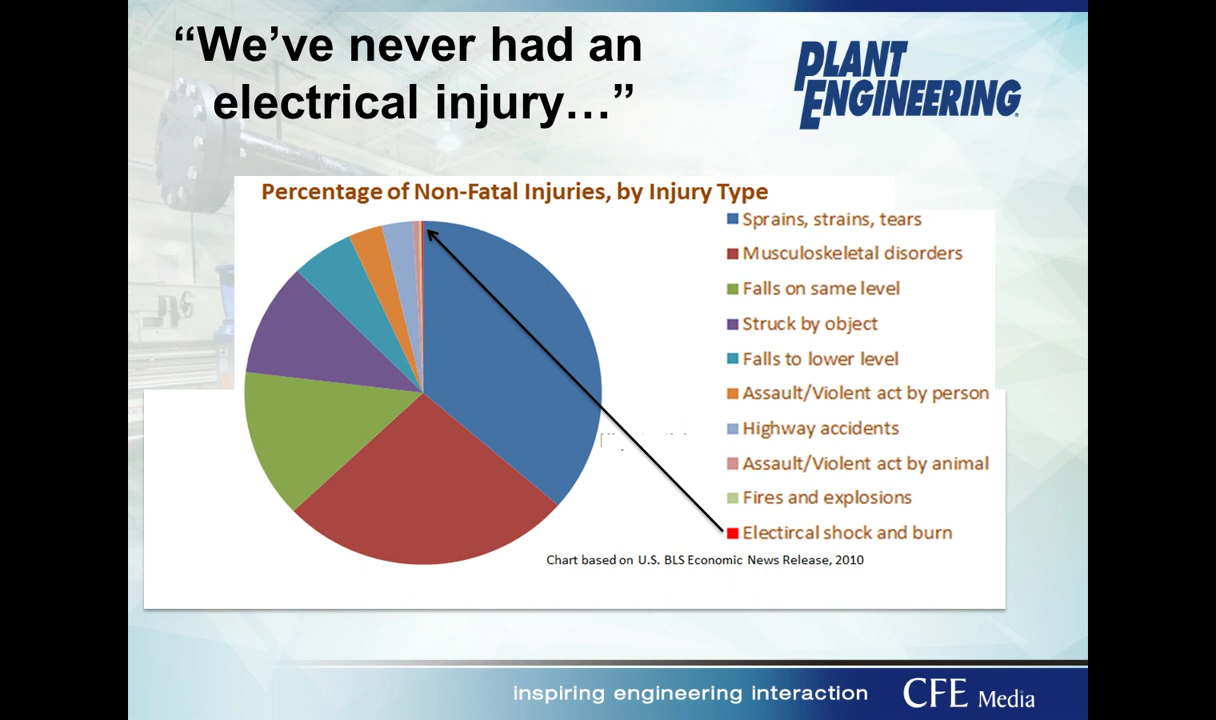 “We’ve never had an
electrical injury…”
PLANT
ENGINEERING
Percentage of Non-Fatal Injuries, by Injury Type
Sprains, strains, tears
Musculoskeletal disorders
Falls on same level
Struck by object
Falls to lower level
Assault/Violent act by person
Highway accidents
Assault/Violent act by animal
Fires and explosions
Electircal shock and burn
Chart based on U.S. BLS Economic News Release, 2010
inspiring engineering interaction
CFE Media